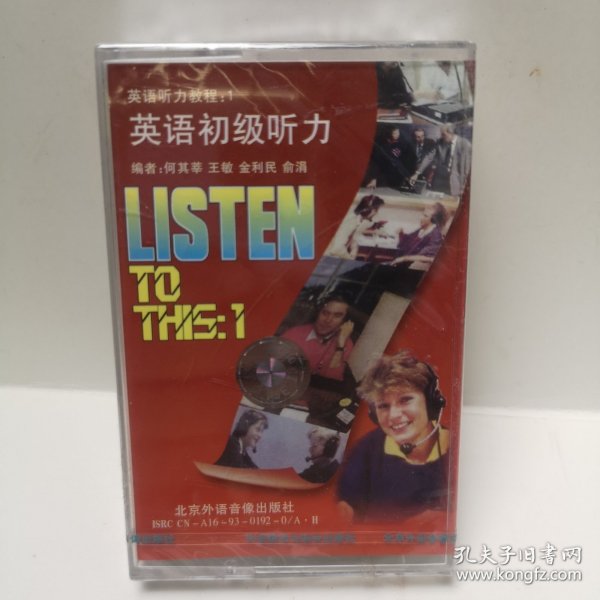 英语听力教程:1
英语初级听力
编者:何其莘 王敏 金利民 俞涓
LISTEN
TO
THIS:1
北京外语音像出版社
ISRC CN-A16-93-0192-0/A·H
孔夫子旧书网
www.kongfz.com